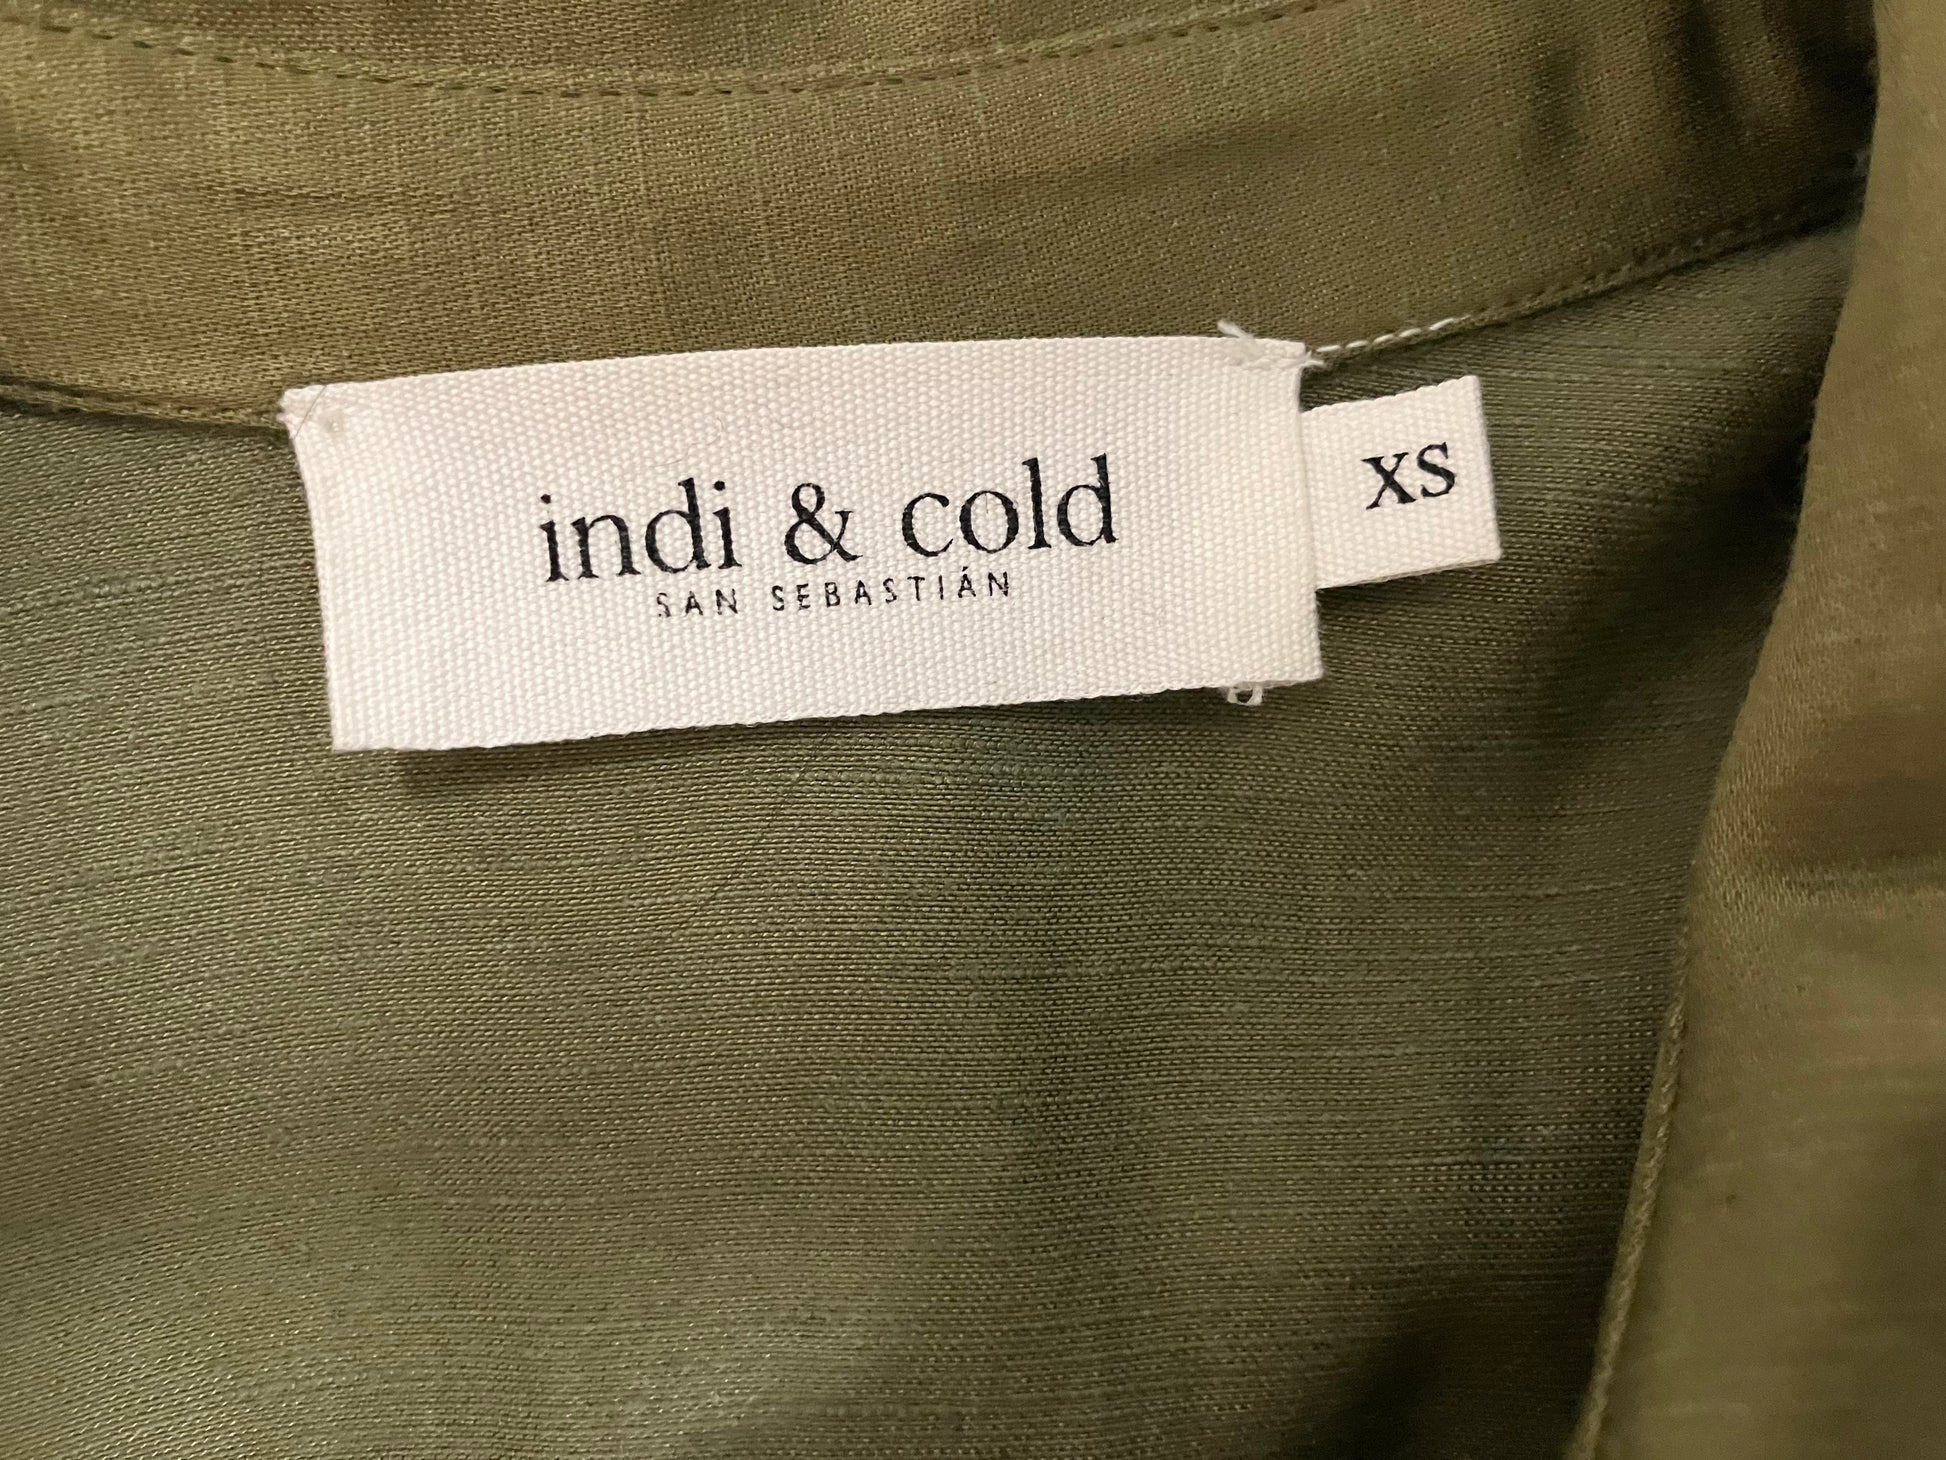 indi & cold
SAN SEBASTIÁN
XS